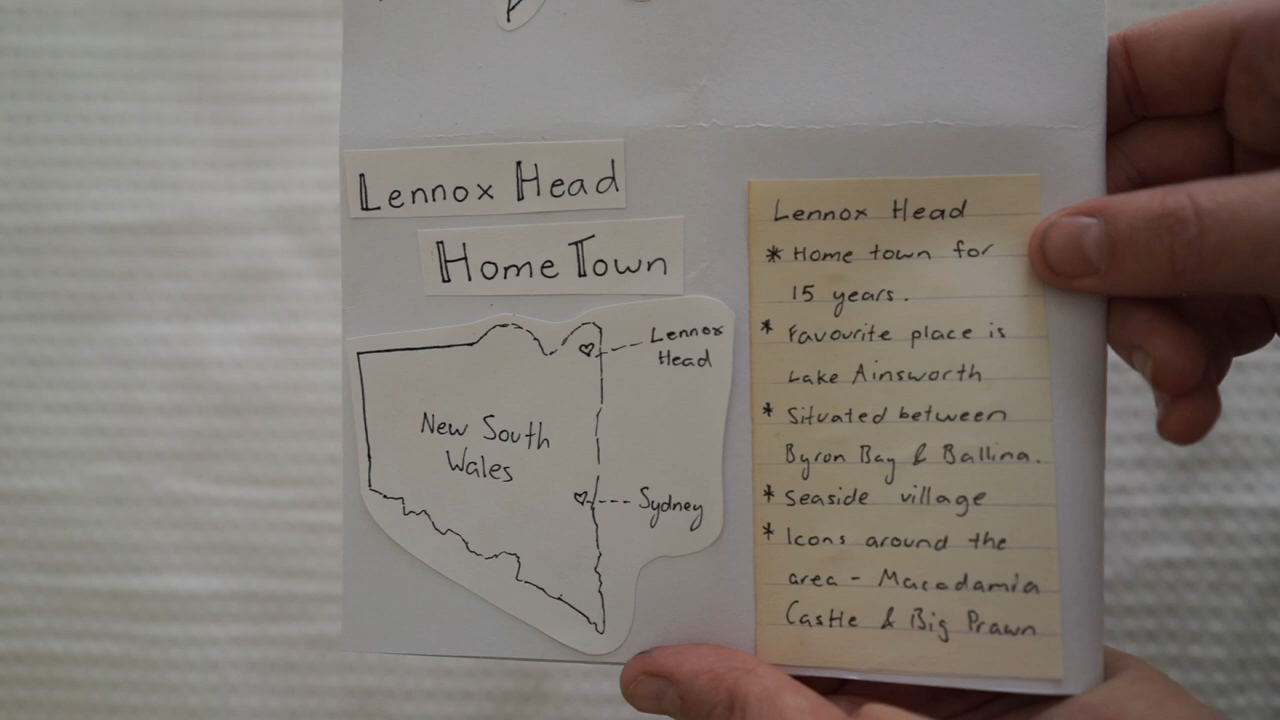 Lennox Head
Home Town
Lennox
Head
New South
Wales
Sydney
Lennox Head
* Home town for
15 years.
* Favourite place is
Lake Ainsworth
* Situated between
Byron Bay & Ballina.
* Seaside village
* Icons around the
area - Macadamia
Castle & Big Prawn